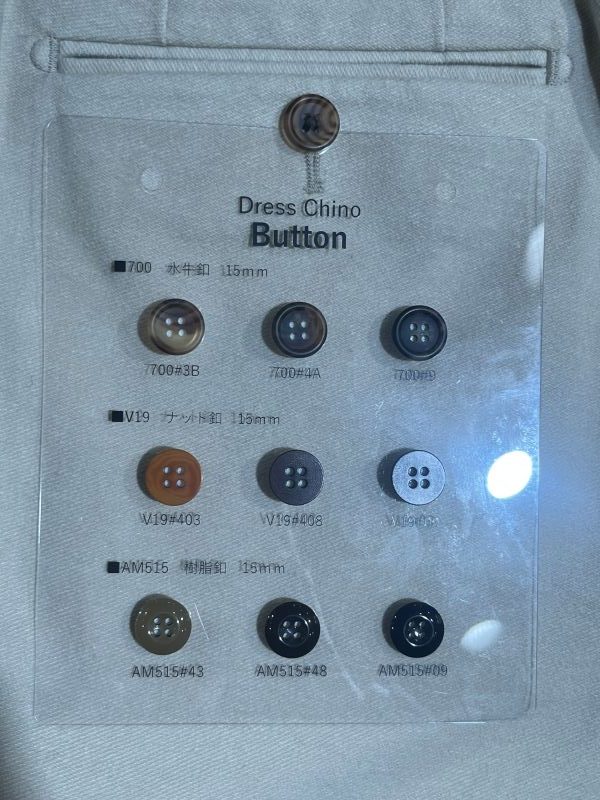 Dress Chino
Button
■700 水牛釦 15mm
700#3B 700#4A 700#9
■V19 ナット釦 15mm
V19#403 V19#408
■AM515 樹脂釦 15mm
AM515#43 AM515#48 AM515#09